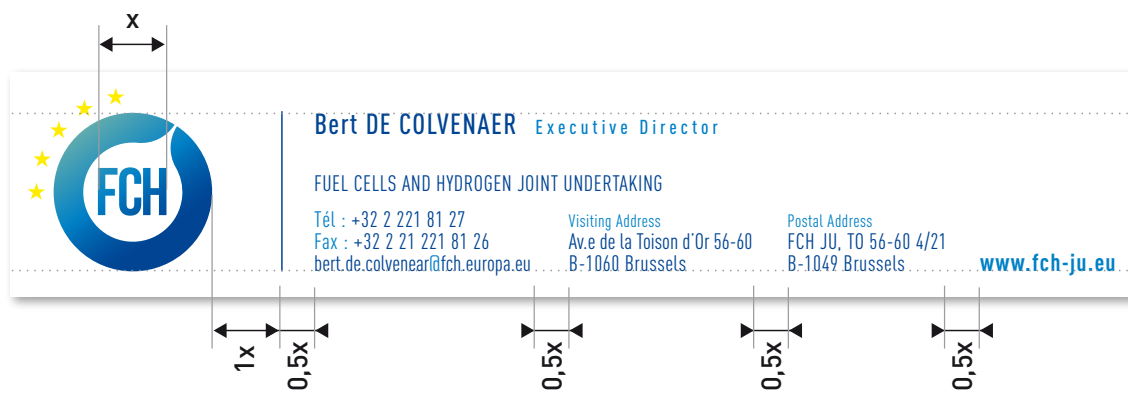 x
FCH
Bert DE COLVENAER Executive Director
FUEL CELLS AND HYDROGEN JOINT UNDERTAKING
Tél : +32 2 221 81 27
Fax : +32 2 21 221 81 26
bert.de.colvenear@fch.europa.eu
Visiting Address
Av.e de la Toison d'Or 56-60
B-1060 Brussels
Postal Address
FCH JU, TO 56-60 4/21
B-1049 Brussels
www.fch-ju.eu
1x
0,5x
0,5x
0,5x
0,5x